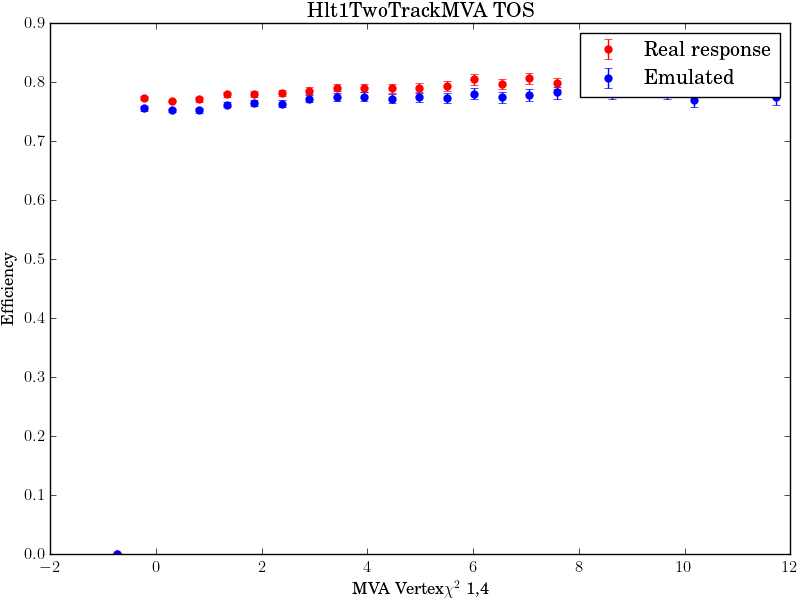 Hlt1TwoTrackMVA TOS
Real response
Emulated
0.9
0.8
0.7
0.6
0.5
0.4
0.3
0.2
0.1
0.0
Efficiency
−2 0 2 4 6 8 10 12
MVA Vertexχ² 1,4